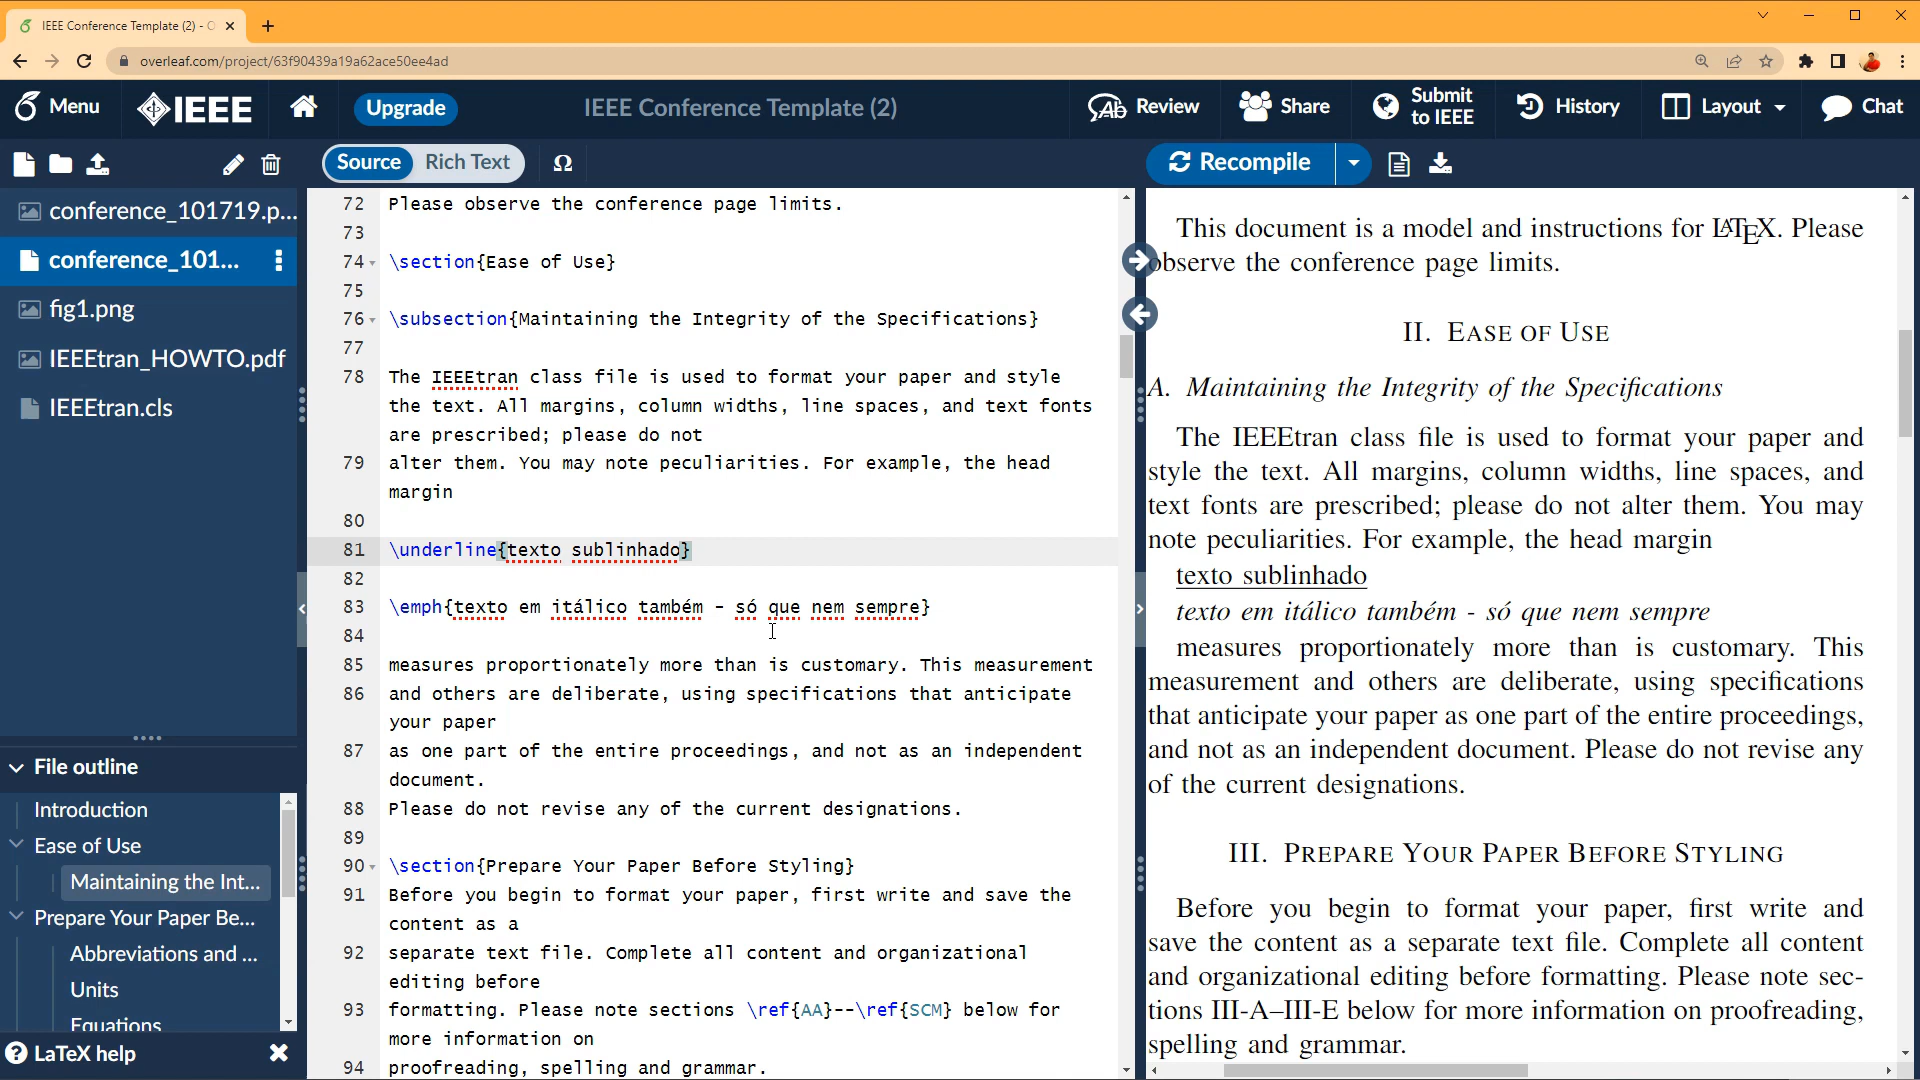 IEEE Conference Template (2) - O
overleaf.com/project/63f90439a19a62ace50ee4ad
Menu
IEEE
Upgrade
IEEE Conference Template (2)
Review
Share
Submit
to IEEE
History
Layout
Chat
Source
Rich Text
Ω
Recompile
conference_101719.p...
conference_101...
fig1.png
IEEEtran_HOWTO.pdf
IEEEtran.cls
File outline
Introduction
Ease of Use
Maintaining the Int...
Prepare Your Paper Be...
Abbreviations and ...
Units
Equations
LaTeX help
72 Please observe the conference page limits.
73
74 \section{Ease of Use}
75
76 \subsection{Maintaining the Integrity of the Specifications}
77
78 The IEEEtran class file is used to format your paper and style
the text. All margins, column widths, line spaces, and text fonts
are prescribed; please do not
79 alter them. You may note peculiarities. For example, the head
margin
80
81 \underline{texto sublinhado}
82
83 \emph{texto em itálico também - só que nem sempre}
84
85 measures proportionately more than is customary. This measurement
86 and others are deliberate, using specifications that anticipate
your paper
87 as one part of the entire proceedings, and not as an independent
document.
88 Please do not revise any of the current designations.
89
90 \section{Prepare Your Paper Before Styling}
91 Before you begin to format your paper, first write and save the
content as a
92 separate text file. Complete all content and organizational
editing before
93 formatting. Please note sections \ref{AA}--\ref{SCM} below for
more information on
94 proofreading, spelling and grammar.
This document is a model and instructions for LATEX. Please
observe the conference page limits.
II. EASE OF USE
A. Maintaining the Integrity of the Specifications
The IEEEtran class file is used to format your paper and
style the text. All margins, column widths, line spaces, and
text fonts are prescribed; please do not alter them. You may
note peculiarities. For example, the head margin
texto sublinhado
texto em itálico também - só que nem sempre
measures proportionately more than is customary. This
measurement and others are deliberate, using specifications
that anticipate your paper as one part of the entire proceedings,
and not as an independent document. Please do not revise any
of the current designations.
III. PREPARE YOUR PAPER BEFORE STYLING
Before you begin to format your paper, first write and
save the content as a separate text file. Complete all content
and organizational editing before formatting. Please note sec-
tions III-A–III-E below for more information on proofreading,
spelling and grammar.